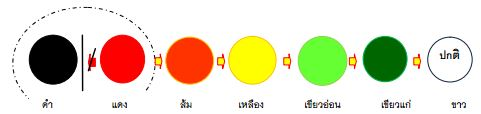 ปกติ
ดำ แดง ส้ม เหลือง เขียวอ่อน เขียวแก่ ขาว